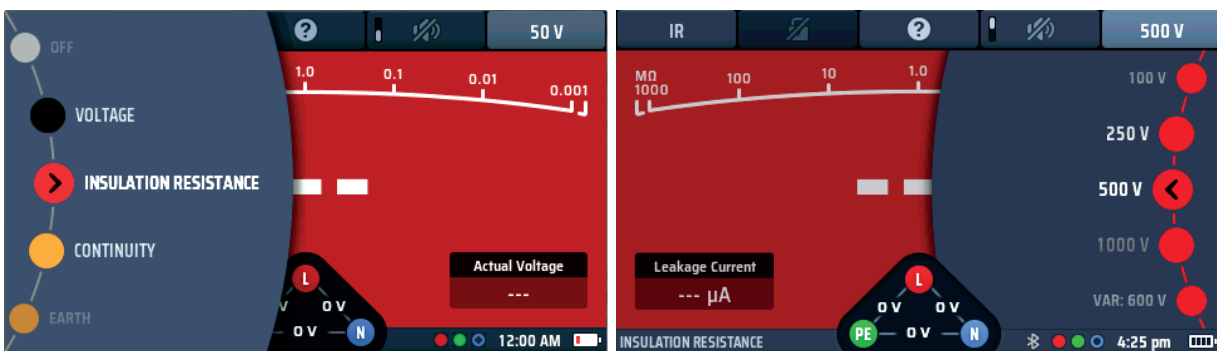 OFF
50 V
VOLTAGE
INSULATION RESISTANCE
CONTINUITY
EARTH
1.0 0.1 0.01 0.001
Actual Voltage
---
L
V 0 V
0 V N
12:00 AM
IR
500 V
MΩ
1000 100 10 1.0
100 V
250 V
500 V
1000 V
VAR: 600 V
Leakage Current
--- µA
L
0 V 0 V
PE 0 V N
INSULATION RESISTANCE
4:25 pm